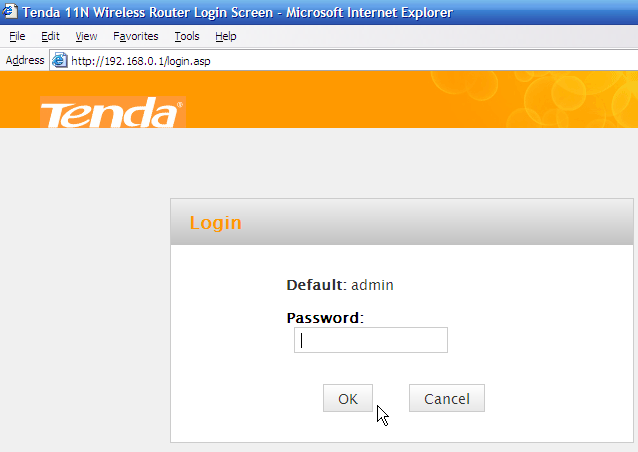 Tenda 11N Wireless Router Login Screen - Microsoft Internet Explorer
File Edit View Favorites Tools Help
Address http://192.168.0.1/login.asp
Tenda®
Login
Default: admin
Password:
OK Cancel